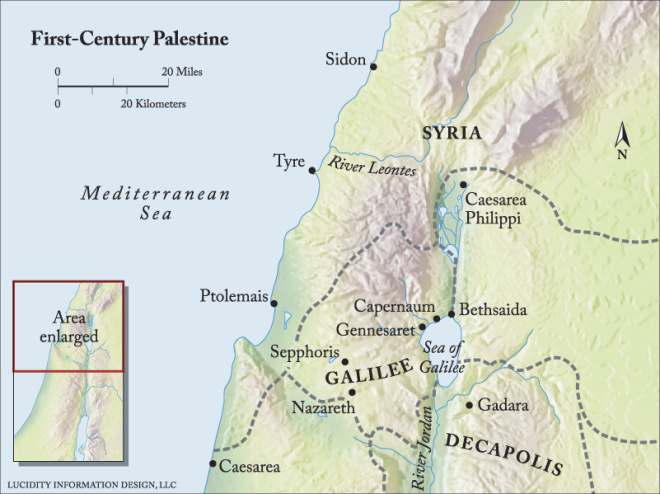 First-Century Palestine
0 20 Miles
0 20 Kilometers
N
Sidon
SYRIA
Tyre
River Leontes
Mediterranean
Sea
Caesarea
Philippi
Ptolemais
Capernaum
Bethsaida
Gennesaret
Sea of
Galilee
Sepphoris
GALILEE
Nazareth
Gadara
River Jordan
DECAPOLIS
Caesarea
Area
enlarged
LUCIDITY INFORMATION DESIGN, LLC